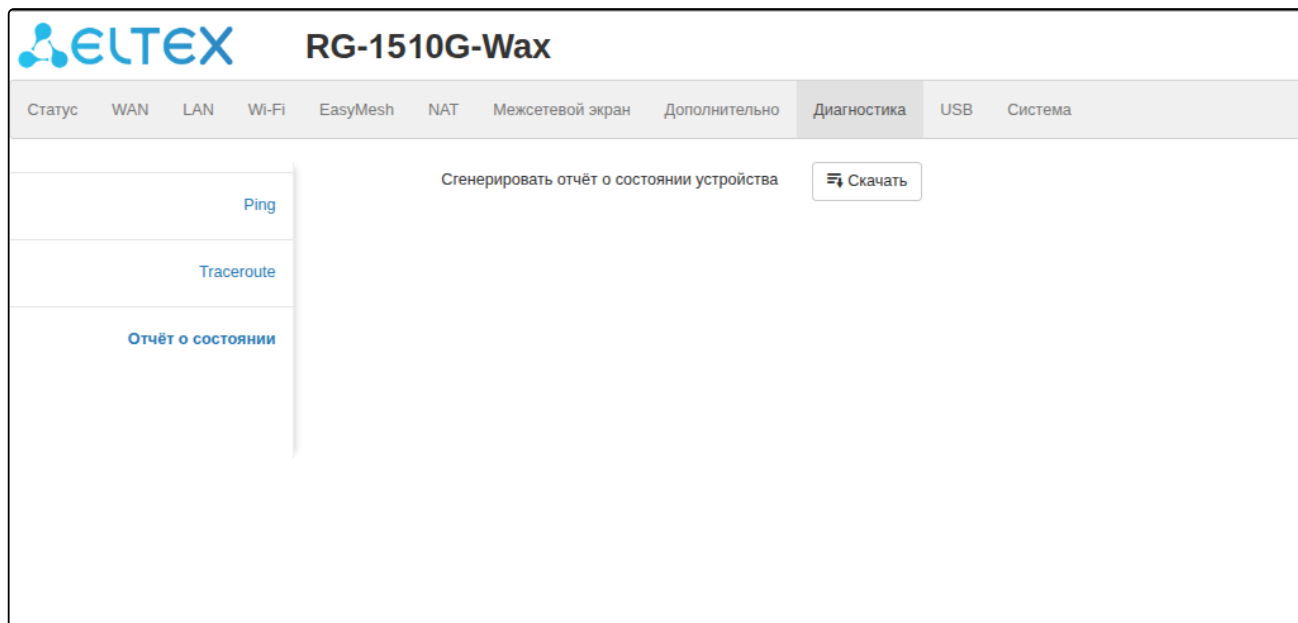 ELTEX RG-1510G-Wax
Статус WAN LAN Wi-Fi EasyMesh NAT Межсетевой экран Дополнительно Диагностика USB Система
Сгенерировать отчёт о состоянии устройства Скачать
Ping
Traceroute
Отчёт о состоянии